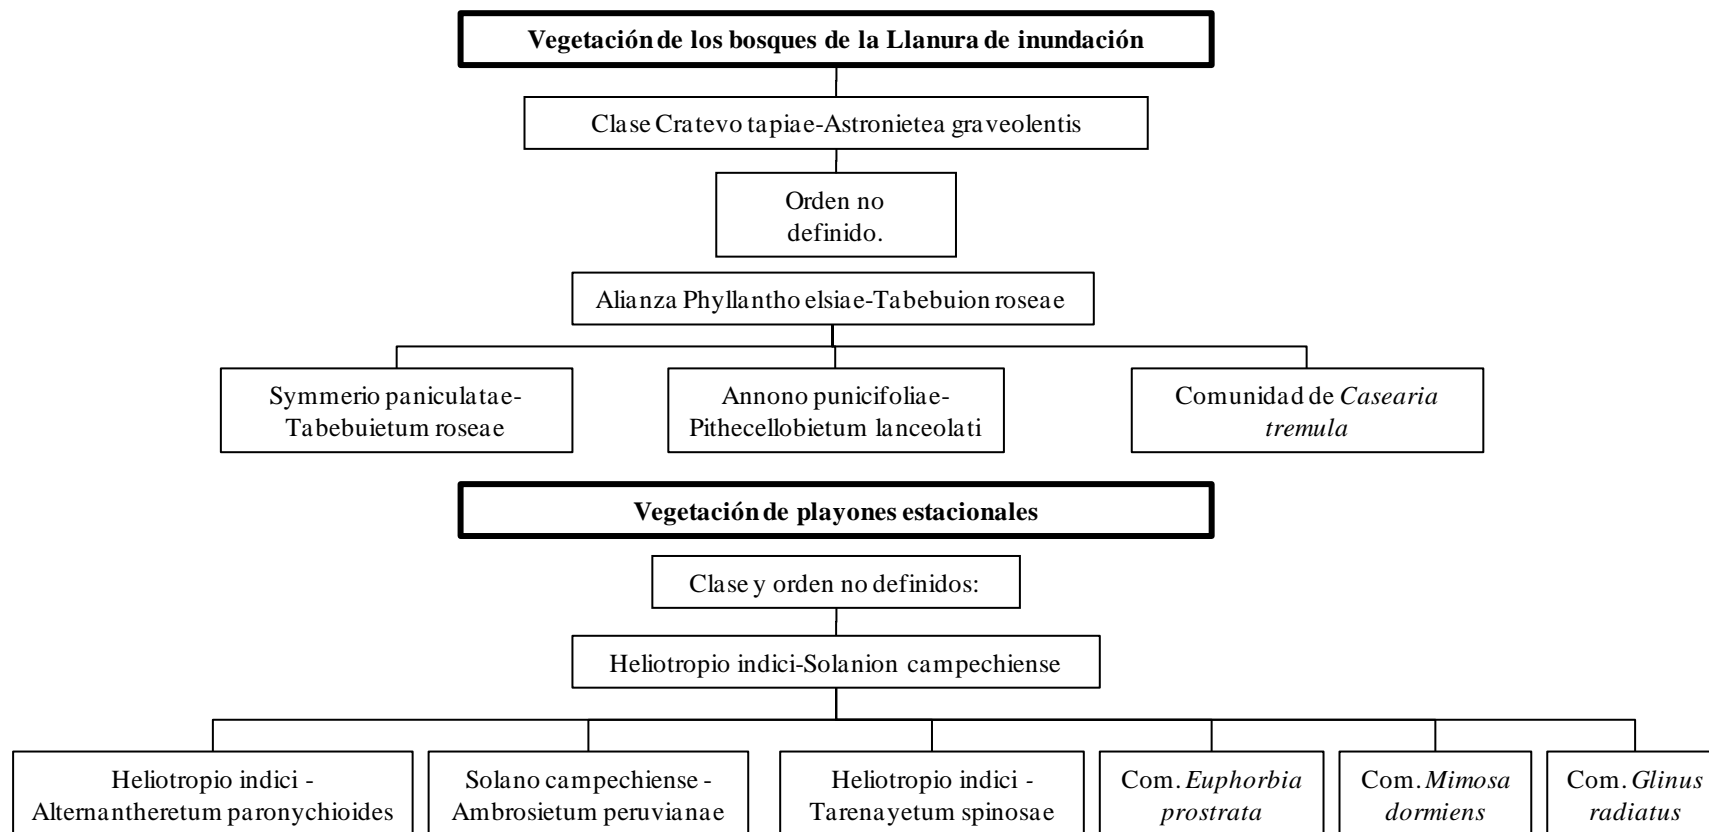 Vegetación de los bosques de la Llanura de inundación
Clase Cratevo tapiae-Astronietea graveolentis
Orden no
definido.
Alianza Phyllantho elsiae-Tabebuion roseae
Symmerio paniculatae-
Tabebuietum roseae
Annono punicifoliae-
Pithecellobietum lanceolati
Comunidad de Casearia
tremula
Vegetación de playones estacionales
Clase y orden no definidos:
Heliotropio indici-Solanion campechiense
Heliotropio indici -
Alternantheretum paronychioides
Solano campechiense -
Ambrosietum peruvianae
Heliotropio indici -
Tarenayetum spinosae
Com. Euphorbia
prostrata
Com. Mimosa
dormiens
Com. Glinus
radiatus